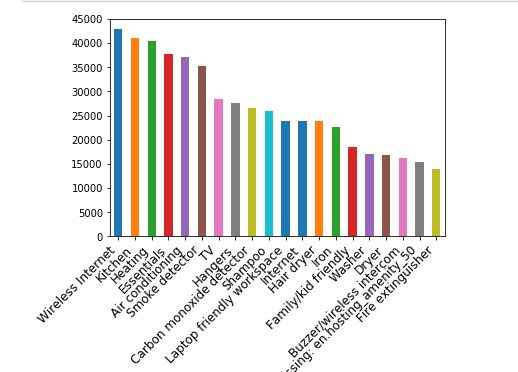 45000
40000
35000
30000
25000
20000
15000
10000
5000
0
Wireless Internet
Kitchen
Heating
Essentials
Air conditioning
Smoke detector
TV
Hangers
Carbon monoxide detector
Shampoo
Laptop friendly workspace
Internet
Hair dryer
Iron
Family/kid friendly
Washer
Dryer
Buzzer/wireless intercom
ssing: en.hosting_amenity_50
Fire extinguisher